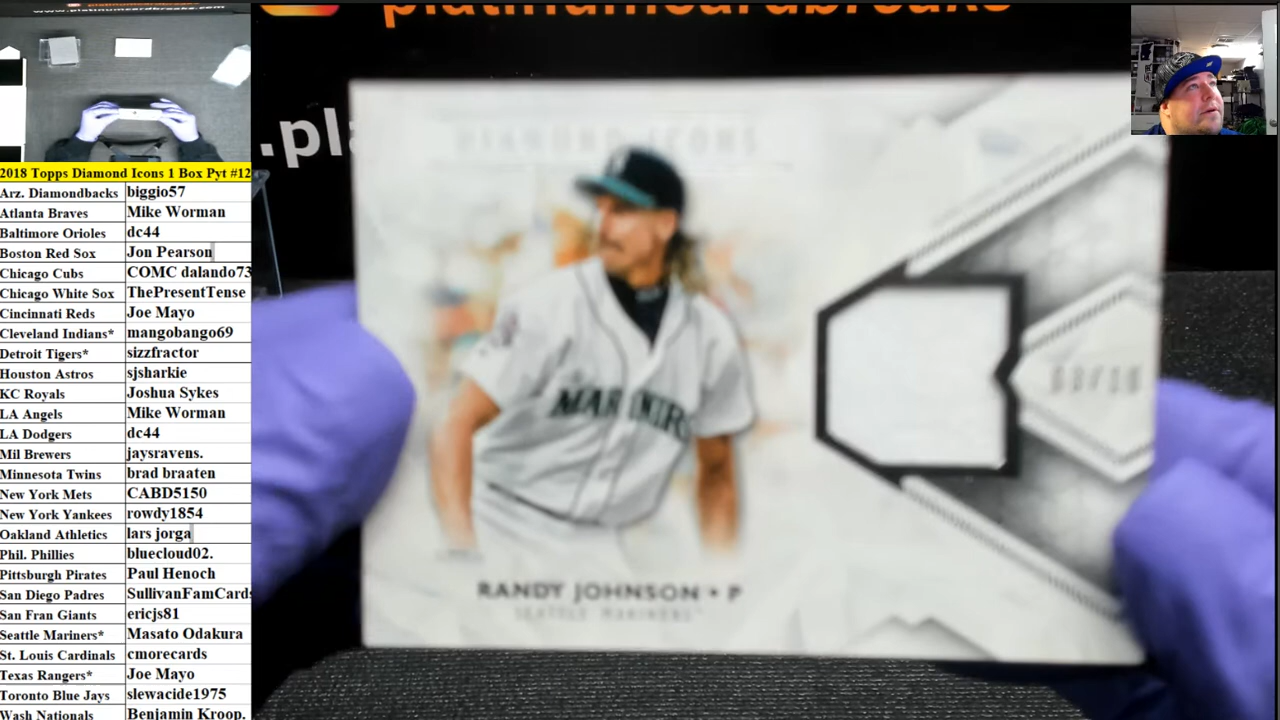 www.platinumcardbreaks.com
platinumcardbreaks
.pla
2018 Topps Diamond Icons 1 Box Pyt #12
Arz. Diamondbacks biggio57
Atlanta Braves Mike Worman
Baltimore Orioles dc44
Boston Red Sox Jon Pearson
Chicago Cubs COMC dalando73
Chicago White Sox ThePresentTense
Cincinnati Reds Joe Mayo
Cleveland Indians* mangobango69
Detroit Tigers* sizzfractor
Houston Astros sjsharkie
KC Royals Joshua Sykes
LA Angels Mike Worman
LA Dodgers dc44
Mil Brewers jaysravens.
Minnesota Twins brad braaten
New York Mets CABD5150
New York Yankees rowdy1854
Oakland Athletics lars jorga
Phil. Phillies bluecloud02.
Pittsburgh Pirates Paul Henoch
San Diego Padres SullivanFamCards
San Fran Giants ericjs81
Seattle Mariners* Masato Odakura
St. Louis Cardinals cmorecards
Texas Rangers* Joe Mayo
Toronto Blue Jays slewacide1975
Wash Nationals Benjamin Kroop.
DIAMOND ICONS
MARINERS
RANDY JOHNSON • P
SEATTLE MARINERS